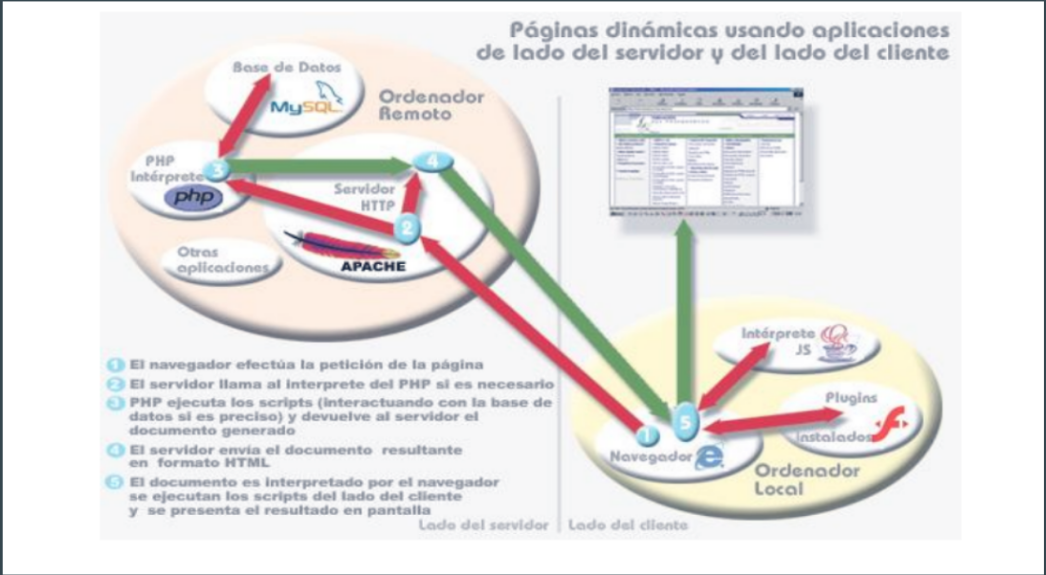 Páginas dinámicas usando aplicaciones
de lado del servidor y del lado del cliente
Base de Datos
MySQL
Ordenador
Remoto
PHP
Intérprete
3
php
4
Servidor
HTTP
2
APACHE
Otras
aplicaciones
Intérprete
JS
Plugins
Instalados
1
5
Navegador
Ordenador
Local
1 El navegador efectúa la petición de la página
2 El servidor llama al interprete del PHP si es necesario
3 PHP ejecuta los scripts (interactuando con la base de
datos si es preciso) y devuelve al servidor el
documento generado
4 El servidor envía el documento resultante
en formato HTML
5 El documento es interpretado por el navegador
se ejecutan los scripts del lado del cliente
y se presenta el resultado en pantalla
Lado del servidor
Lado del cliente